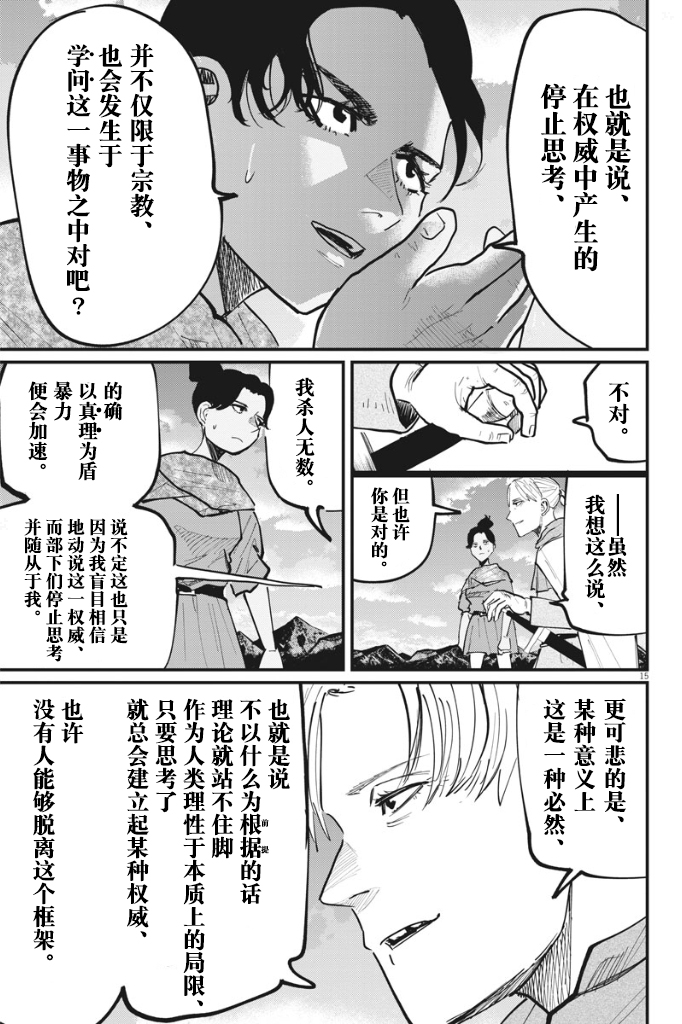 也就是说、
在权威中产生的
停止思考、
并不仅限于宗教、
也会发生于
学问这一事物之中对吧？
不对。
——虽然
我想这么说、
但也许
你是对的。
我杀人无数。
的确
以真理为盾
暴力
便会加速。
说不定这也只是
因为我盲目相信
地动说这一权威、
而部下们停止思考
并随从于我。
15
更可悲的是、
某种意义上
这是一种必然、
也就是说
不以什么为根据的话
前提
理论就站不住脚
作为人类理性于本质上的局限、
只要思考了
就总会建立起某种权威、
也许
没有人能够脱离这个框架。